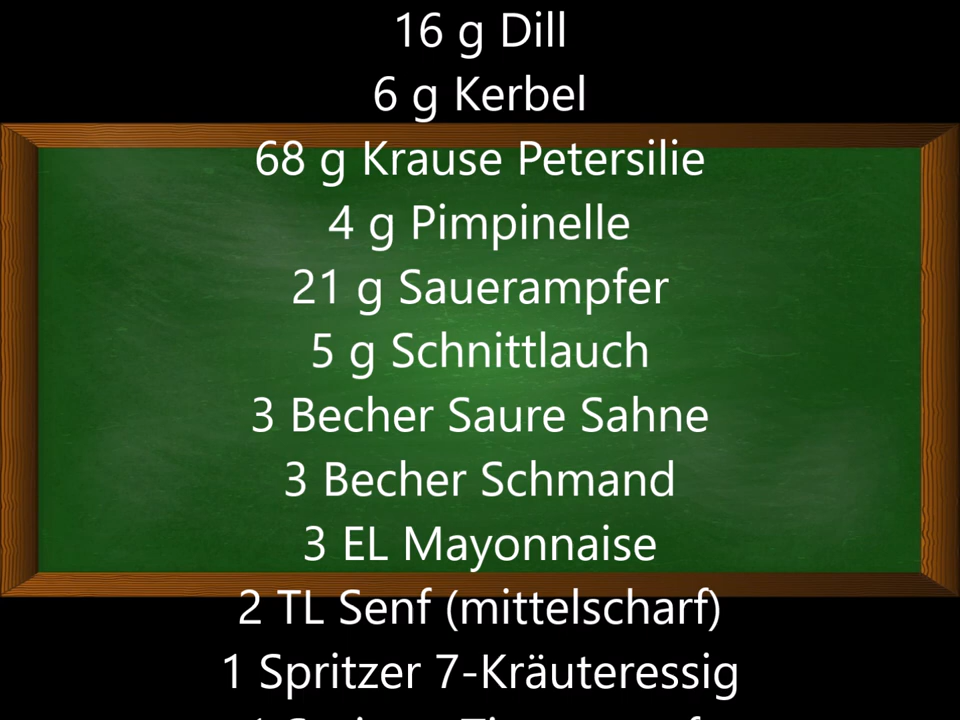 16 g Dill
6 g Kerbel
68 g Krause Petersilie
4 g Pimpinelle
21 g Sauerampfer
5 g Schnittlauch
3 Becher Saure Sahne
3 Becher Schmand
3 EL Mayonnaise
2 TL Senf (mittelscharf)
1 Spritzer 7-Kräuteressig